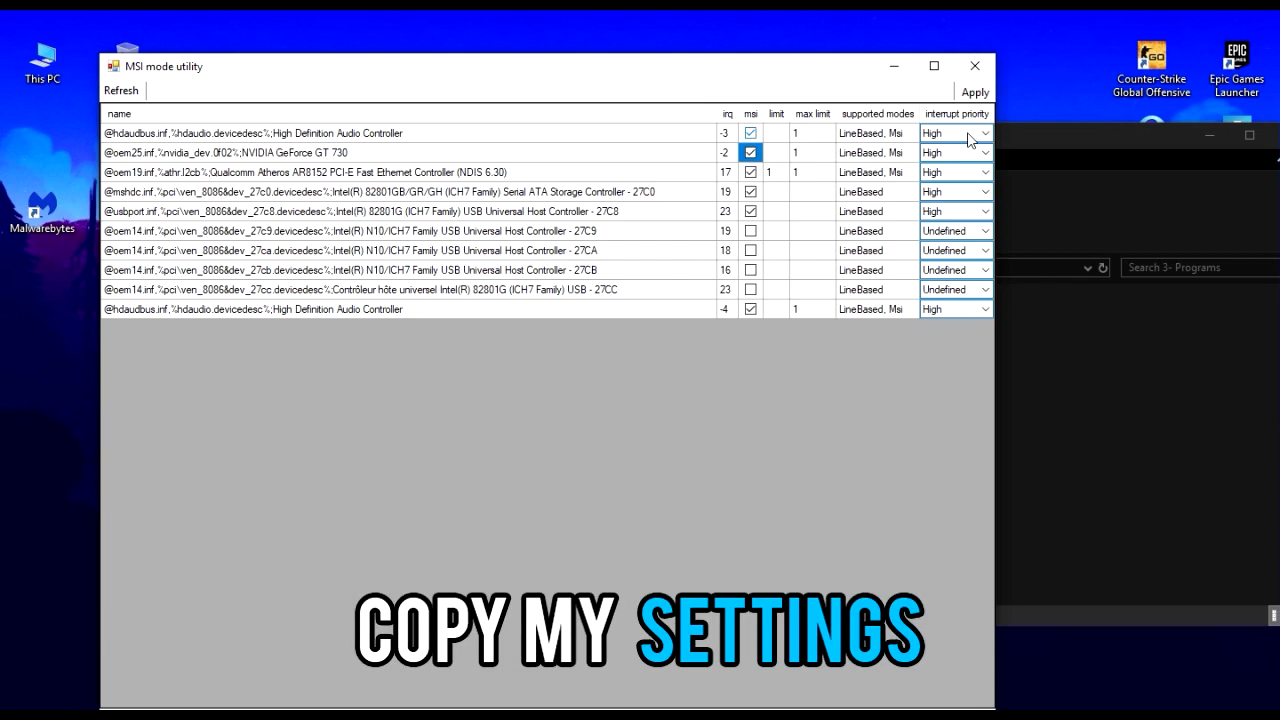 This PC
Counter-Strike
Global Offensive
EPIC
GAMES
Epic Games
Launcher
GO
Malwarebytes
MSI mode utility
Refresh
Apply
name irq msi limit max limit supported modes interrupt priority
@hdaudbus.inf,%hdaudio.devicedesc%;High Definition Audio Controller -3 1 LineBased, Msi High
@oem25.inf,%nvidia_dev.0f02%;NVIDIA GeForce GT 730 -2 1 LineBased, Msi High
@oem19.inf,%athr.l2cb%;Qualcomm Atheros AR8152 PCI-E Fast Ethernet Controller (NDIS 6.30) 17 1 1 LineBased, Msi High
@mshdc.inf,%pci\ven_8086&dev_27c0.devicedesc%;Intel(R) 82801GB/GR/GH (ICH7 Family) Serial ATA Storage Controller - 27C0 19 LineBased High
@usbport.inf,%pci\ven_8086&dev_27c8.devicedesc%;Intel(R) 82801G (ICH7 Family) USB Universal Host Controller - 27C8 23 LineBased High
@oem14.inf,%pci\ven_8086&dev_27c9.devicedesc%;Intel(R) N10/ICH7 Family USB Universal Host Controller - 27C9 19 LineBased Undefined
@oem14.inf,%pci\ven_8086&dev_27ca.devicedesc%;Intel(R) N10/ICH7 Family USB Universal Host Controller - 27CA 18 LineBased Undefined
@oem14.inf,%pci\ven_8086&dev_27cb.devicedesc%;Intel(R) N10/ICH7 Family USB Universal Host Controller - 27CB 16 LineBased Undefined
@oem14.inf,%pci\ven_8086&dev_27cc.devicedesc%;Contrôleur hôte universel Intel(R) 82801G (ICH7 Family) USB - 27CC 23 LineBased Undefined
@hdaudbus.inf,%hdaudio.devicedesc%;High Definition Audio Controller -4 1 LineBased, Msi High
Search 3- Programs
COPY MY SETTINGS